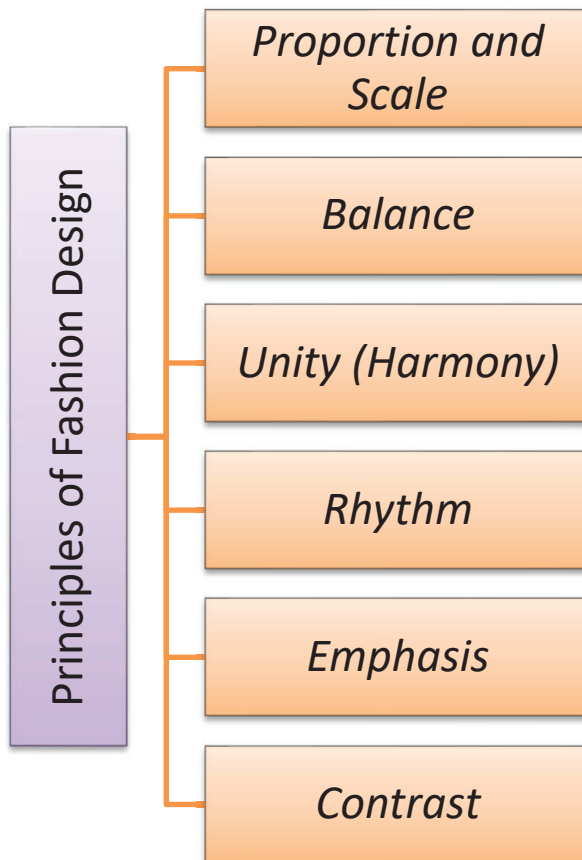 Principles of Fashion Design
Proportion and
Scale
Balance
Unity (Harmony)
Rhythm
Emphasis
Contrast